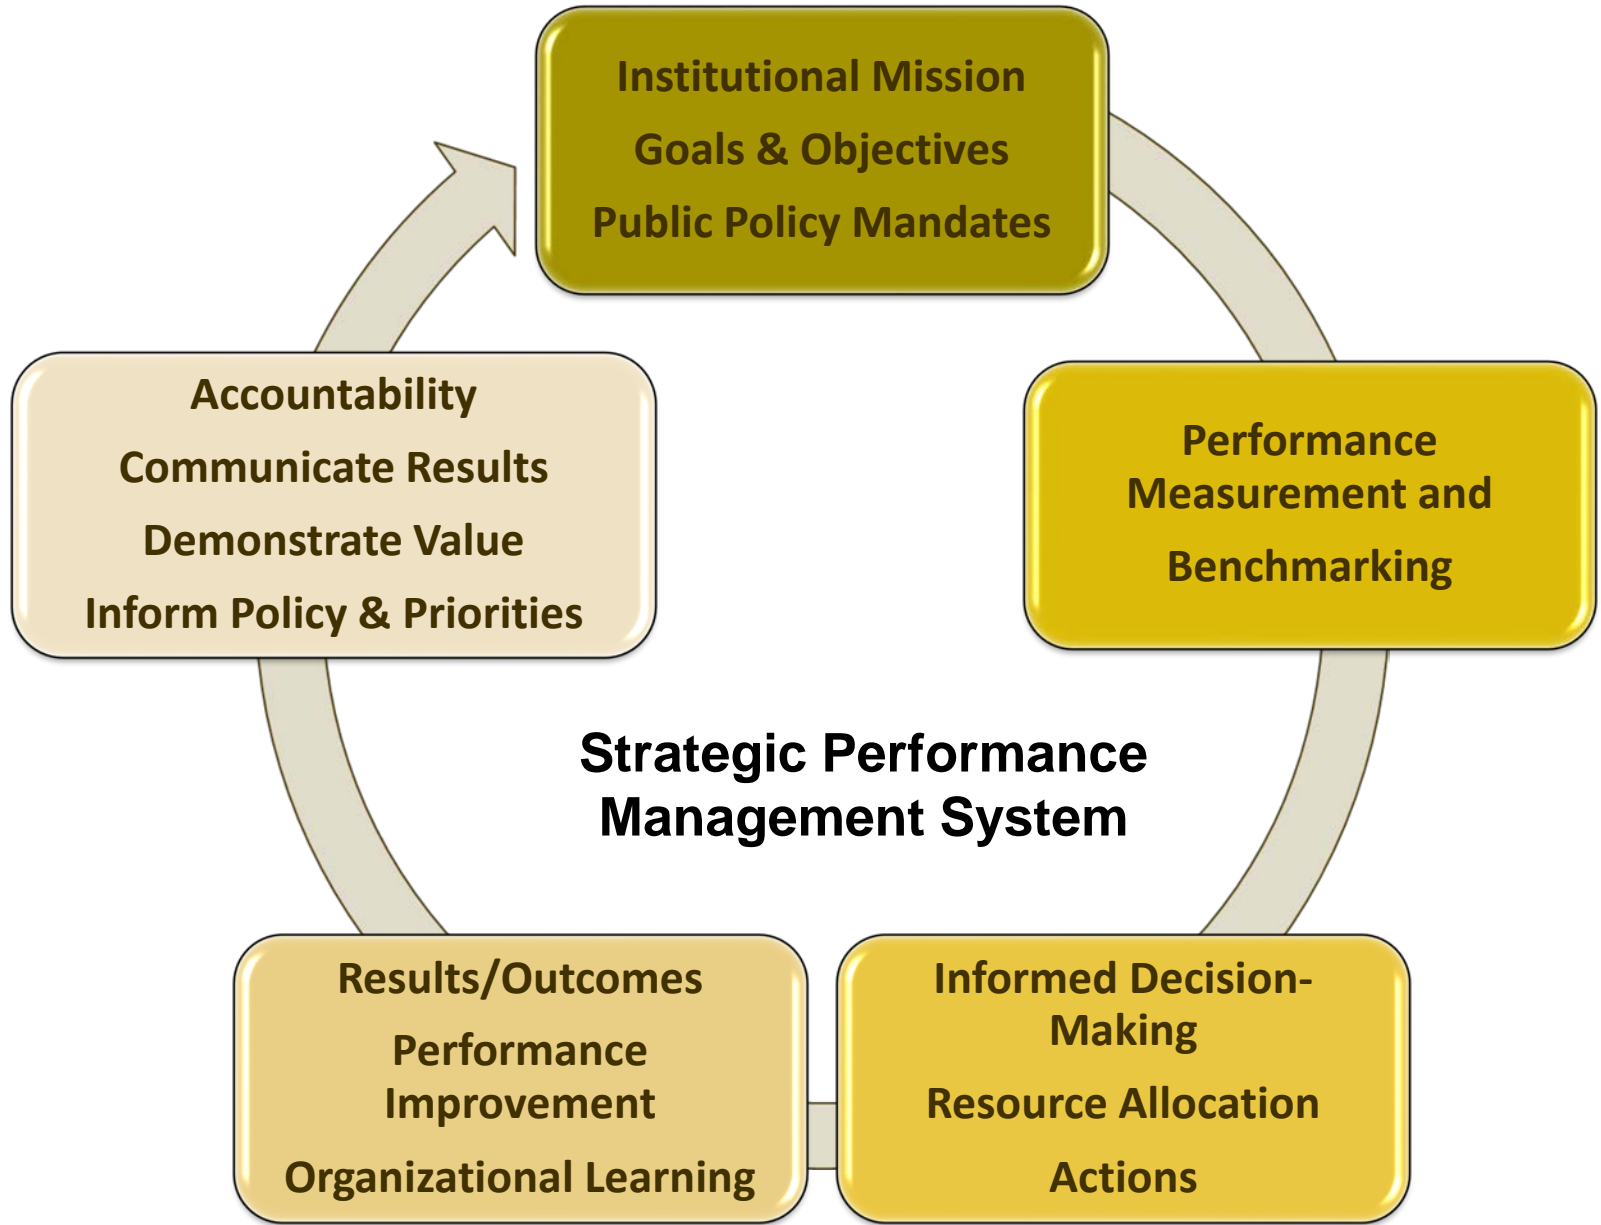 Institutional Mission
Goals & Objectives
Public Policy Mandates
Performance
Measurement and
Benchmarking
Informed Decision-
Making
Resource Allocation
Actions
Results/Outcomes
Performance
Improvement
Organizational Learning
Accountability
Communicate Results
Demonstrate Value
Inform Policy & Priorities
Strategic Performance
Management System